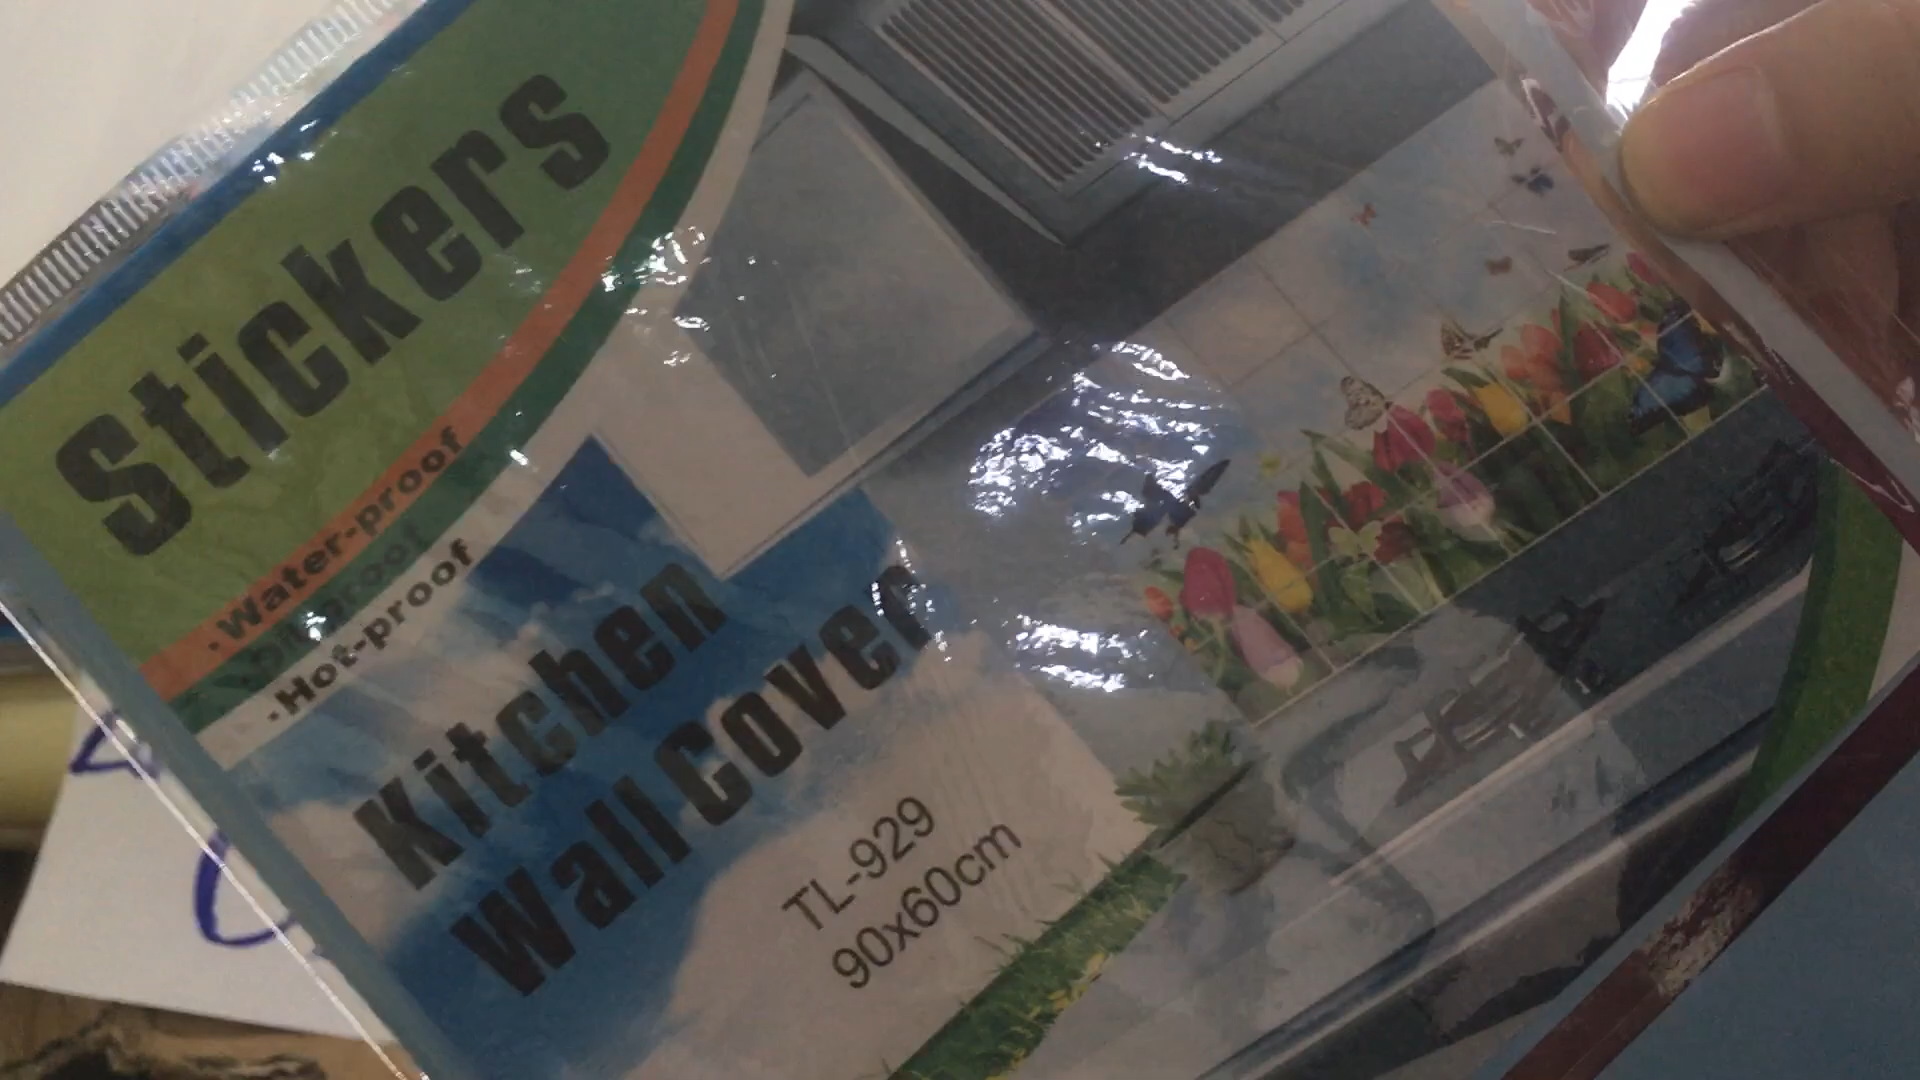 Stickers
·Water-proof
·Oil-proof
·Hot-proof
Kitchen
Wall Cover
TL-929
90x60cm